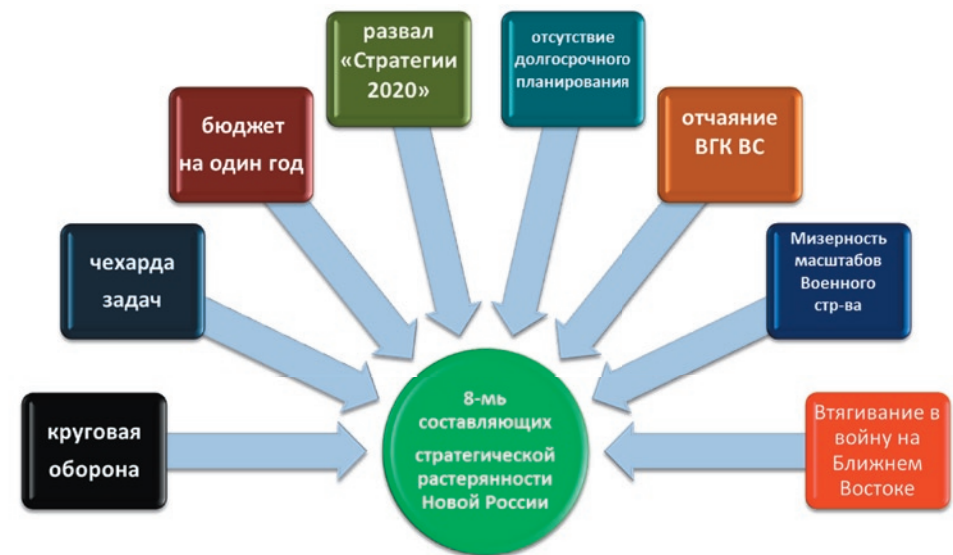 развал
«Стратегии
2020»
отсутствие
долгосрочного
планирования
бюджет
на один год
отчаяние
ВГК ВС
чехарда
задач
Мизерность
масштабов
Военного
стр-ва
круговая
оборона
8-мь
составляющих
стратегической
растерянности
Новой России
Втягивание в
войну на
Ближнем
Востоке